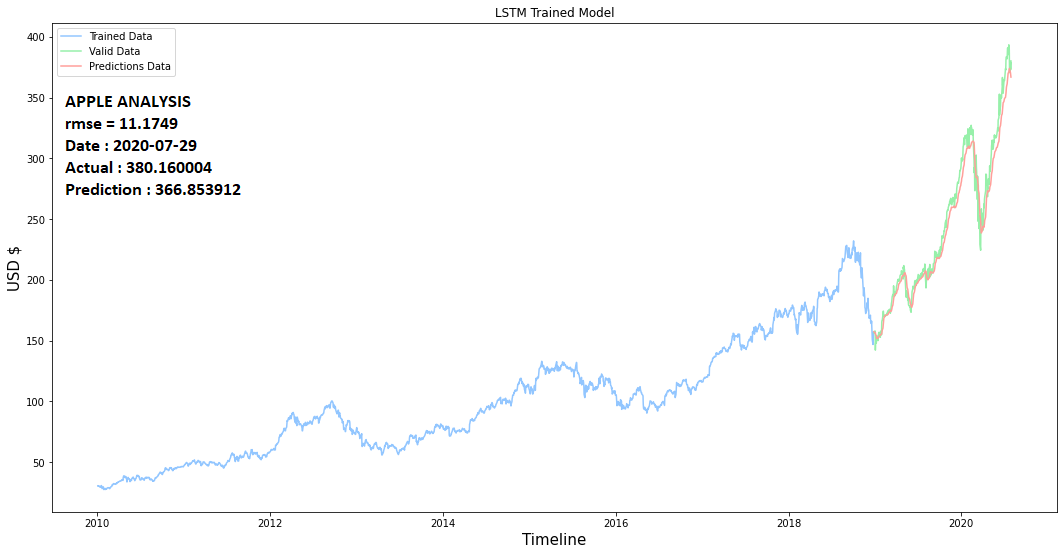 LSTM Trained Model
Trained Data
Valid Data
Predictions Data
APPLE ANALYSIS
rmse = 11.1749
Date : 2020-07-29
Actual : 380.160004
Prediction : 366.853912
USD $
400
350
300
250
200
150
100
50
2010 2012 2014 2016 2018 2020
Timeline